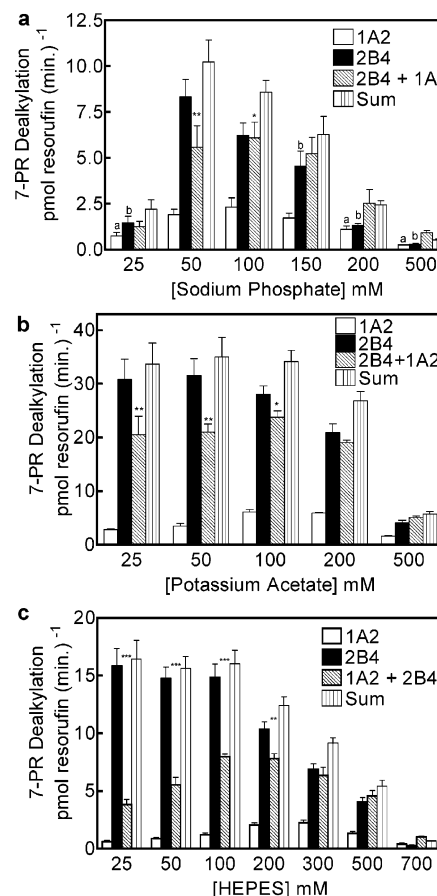 a
1A2
2B4
2B4 + 1A
Sum
7-PR Dealkylation
pmol resorufin (min.) -1
12.5
10.0
7.5
5.0
2.5
0.0
a b ** * b a b a b
25 50 100 150 200 500
[Sodium Phosphate] mM
b
1A2
2B4
2B4+1A2
Sum
7-PR Dealkylation
pmol resorufin (min.) -1
40
30
20
10
0
** ** *
25 50 100 200 500
[Potassium Acetate] mM
c
1A2
2B4
1A2 + 2B4
Sum
7-PR Dealkylation
pmol resorufin (min.) -1
20
15
10
5
0
*** *** *** **
25 50 100 200 300 500 700
[HEPES] mM